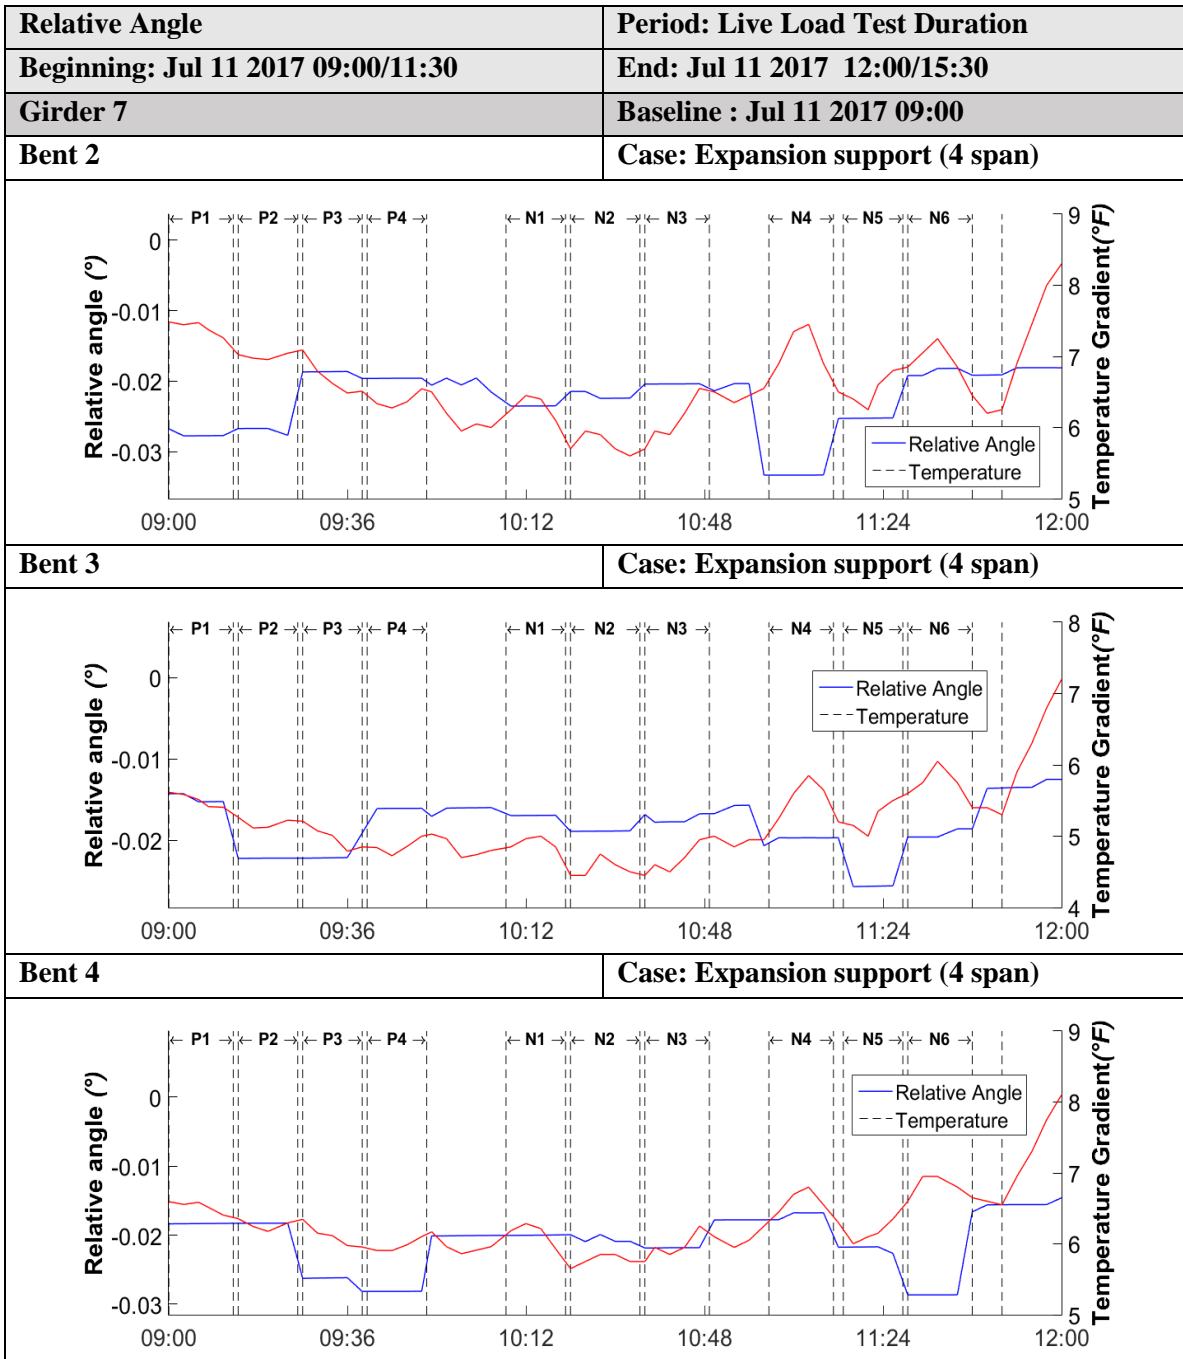 Relative Angle Period: Live Load Test Duration
Beginning: Jul 11 2017 09:00/11:30 End: Jul 11 2017  12:00/15:30
Girder 7 Baseline : Jul 11 2017 09:00
Bent 2 Case: Expansion support (4 span)
P1 P2 P3 P4 N1 N2 N3 N4 N5 N6
Relative angle (°)
0
-0.01
-0.02
-0.03
9
8
7
6
5
Temperature Gradient(°F)
Relative Angle
Temperature
09:00 09:36 10:12 10:48 11:24 12:00
Bent 3 Case: Expansion support (4 span)
P1 P2 P3 P4 N1 N2 N3 N4 N5 N6
Relative angle (°)
0
-0.01
-0.02
8
7
6
5
4
Temperature Gradient(°F)
Relative Angle
Temperature
09:00 09:36 10:12 10:48 11:24 12:00
Bent 4 Case: Expansion support (4 span)
P1 P2 P3 P4 N1 N2 N3 N4 N5 N6
Relative angle (°)
0
-0.01
-0.02
-0.03
9
8
7
6
5
Temperature Gradient(°F)
Relative Angle
Temperature
09:00 09:36 10:12 10:48 11:24 12:00